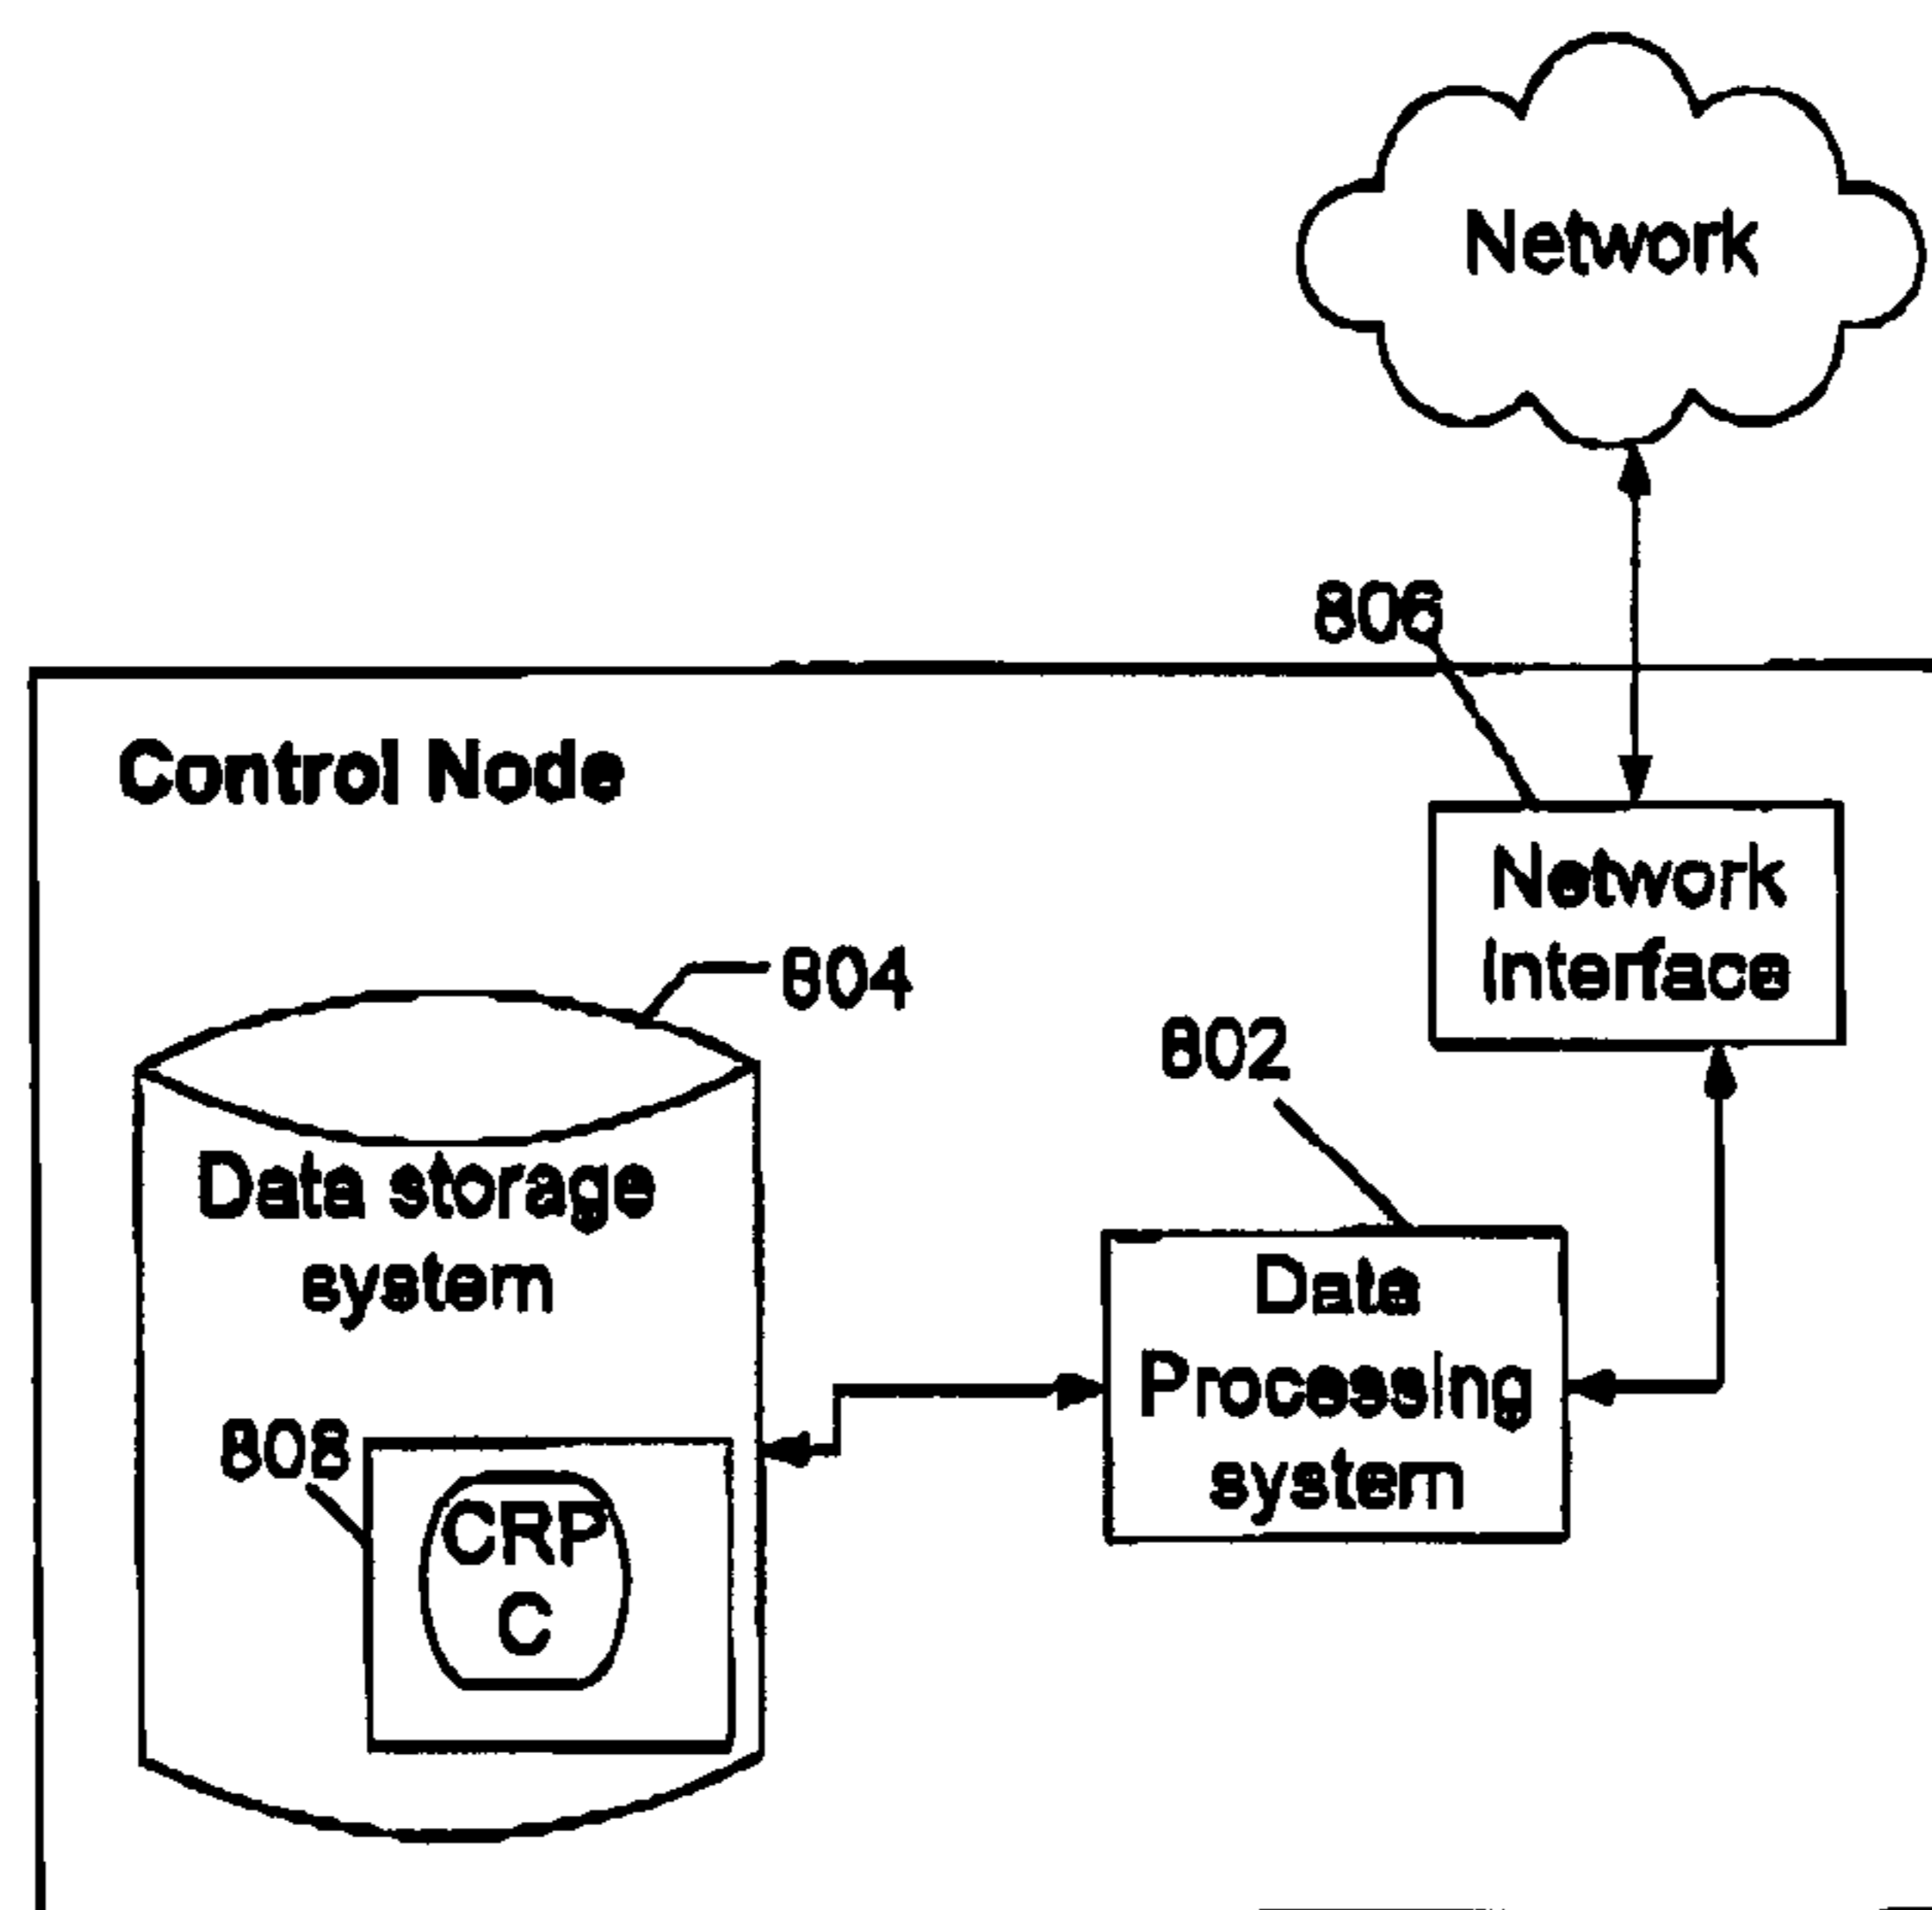 Network
806
Control Node
Network
Interface
804
802
Data storage
system
Data
Processing
system
808
CRP
C